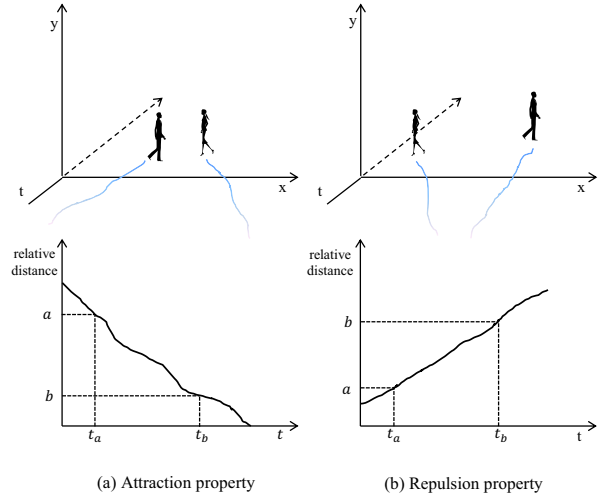 y
t
x
y
t
x
relative
distance
a
b
t_a
t_b
t
(a) Attraction property
relative
distance
b
a
t_a
t_b
t
(b) Repulsion property